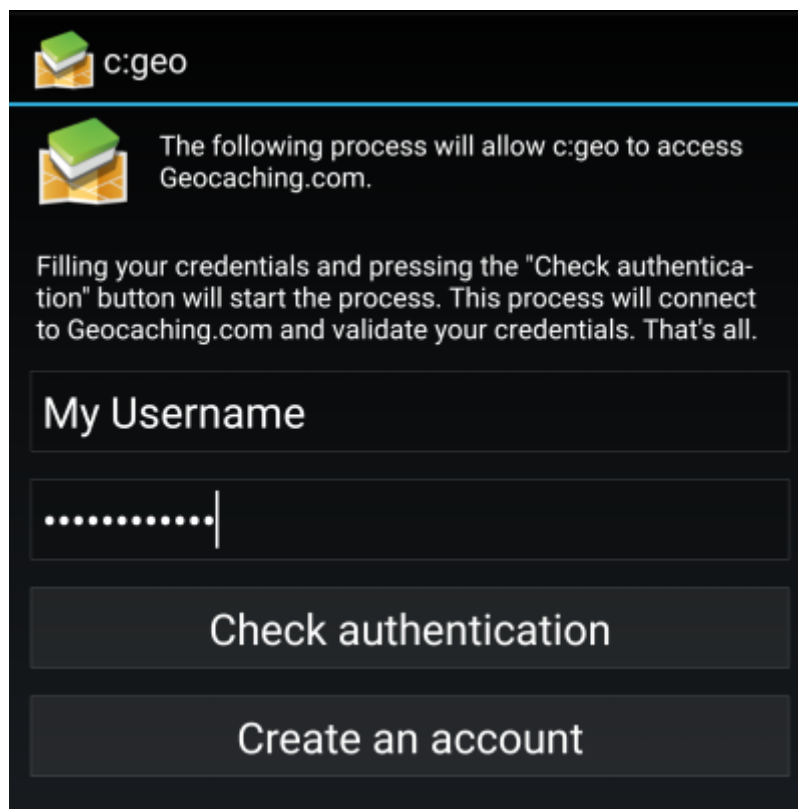 c:geo
The following process will allow c:geo to access
Geocaching.com.
Filling your credentials and pressing the "Check authentica-
tion" button will start the process. This process will connect
to Geocaching.com and validate your credentials. That's all.
My Username
••••••••••••
Check authentication
Create an account